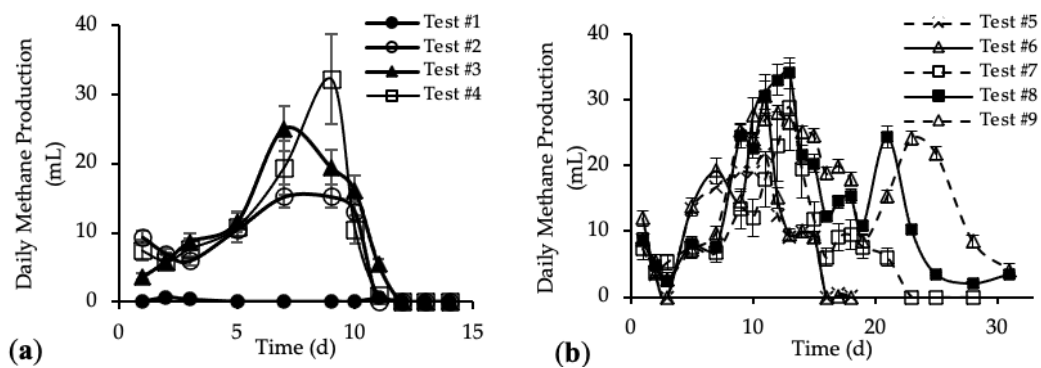 Daily Methane Production
(mL)
40
30
20
10
0
0
5
10
15
Time (d)
(a)
Test #1
Test #2
Test #3
Test #4
Daily Methane Production
(mL)
40
30
20
10
0
0
10
20
30
Time (d)
(b)
Test #5
Test #6
Test #7
Test #8
Test #9